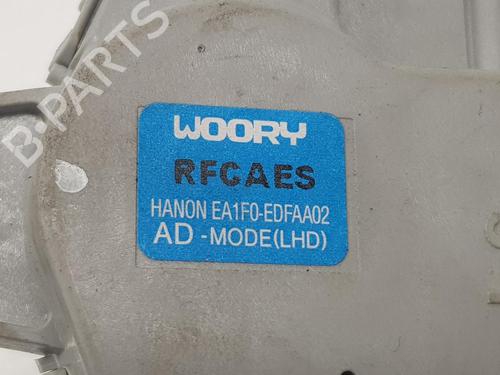 B-PARTS
WOORY
RFCAES
HANON EA1F0-EDFAA02
AD -MODE(LHD)